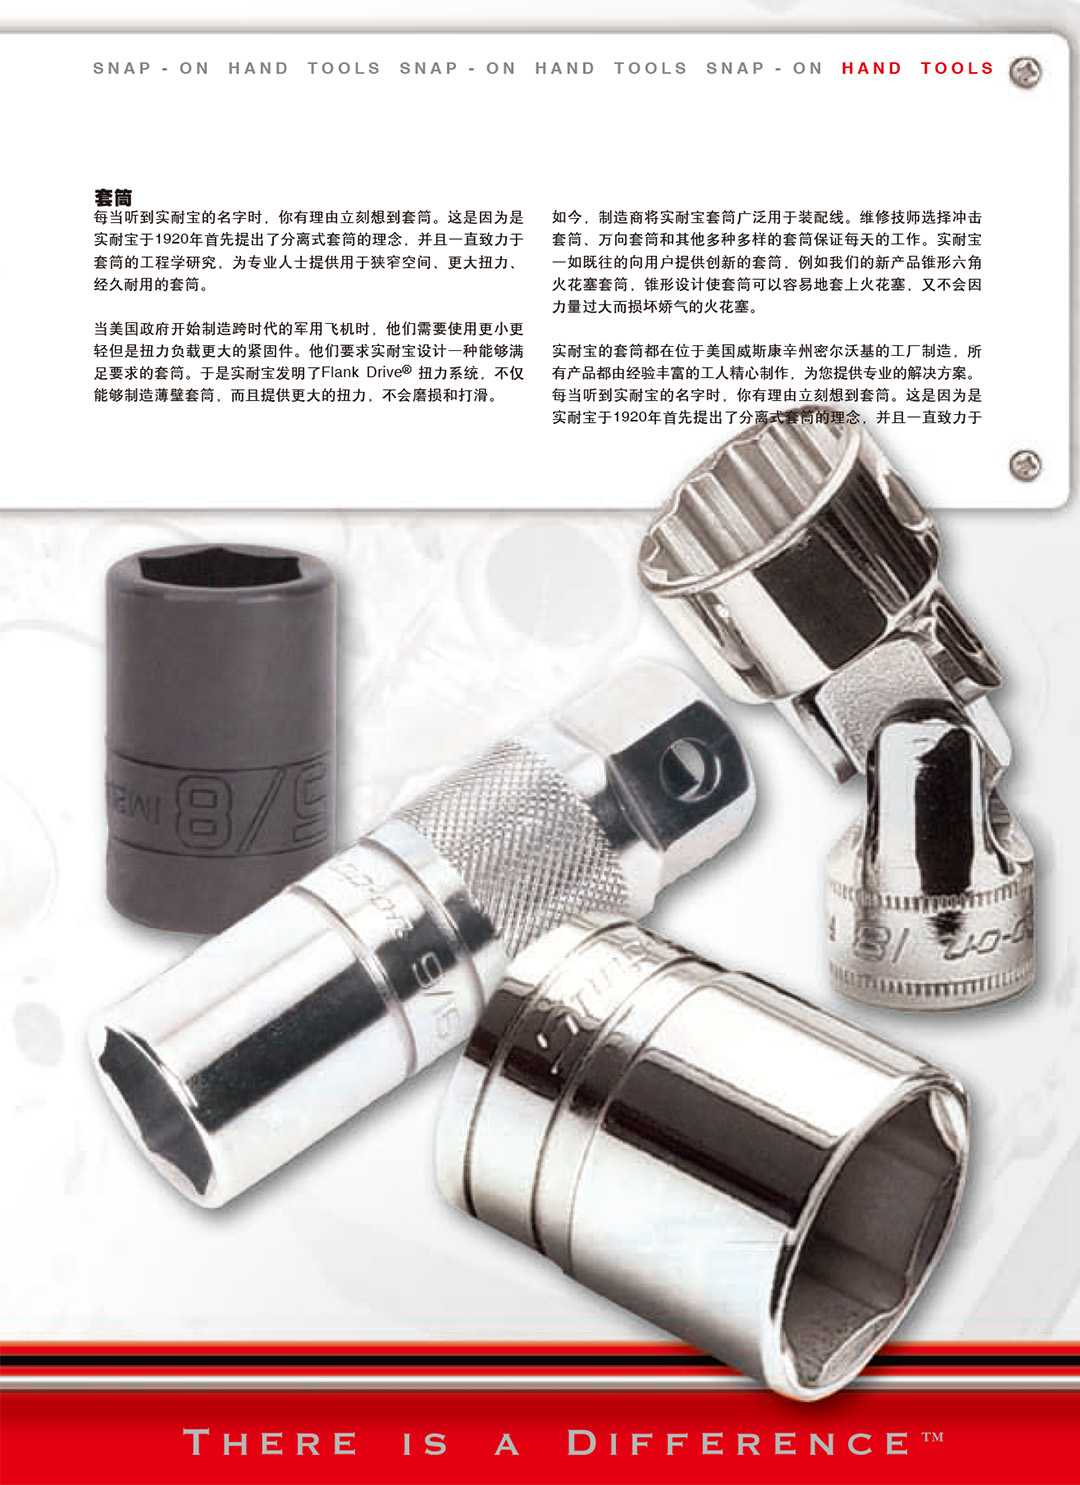 SNAP - ON HAND TOOLS SNAP - ON HAND TOOLS SNAP - ON HAND TOOLS
套筒
每当听到实耐宝的名字时，你有理由立刻想到套筒。这是因为是
实耐宝于1920年首先提出了分离式套筒的理念，并且一直致力于
套筒的工程学研究，为专业人士提供用于狭窄空间、更大扭力、
经久耐用的套筒。
当美国政府开始制造跨时代的军用飞机时，他们需要使用更小更
轻但是扭力负载更大的紧固件。他们要求实耐宝设计一种能够满
足要求的套筒。于是实耐宝发明了Flank Drive® 扭力系统，不仅
能够制造薄壁套筒，而且提供更大的扭力，不会磨损和打滑。
如今，制造商将实耐宝套筒广泛用于装配线。维修技师选择冲击
套筒、万向套筒和其他多种多样的套筒保证每天的工作。实耐宝
一如既往的向用户提供创新的套筒，例如我们的新产品锥形六角
火花塞套筒，锥形设计使套筒可以容易地套上火花塞，又不会因
力量过大而损坏娇气的火花塞。
实耐宝的套筒都在位于美国威斯康辛州密尔沃基的工厂制造，所
有产品都由经验丰富的工人精心制作，为您提供专业的解决方案。
每当听到实耐宝的名字时，你有理由立刻想到套筒。这是因为是
实耐宝于1920年首先提出了分离式套筒的理念，并且一直致力于
5/8
9/16
THERE IS A DIFFERENCE™